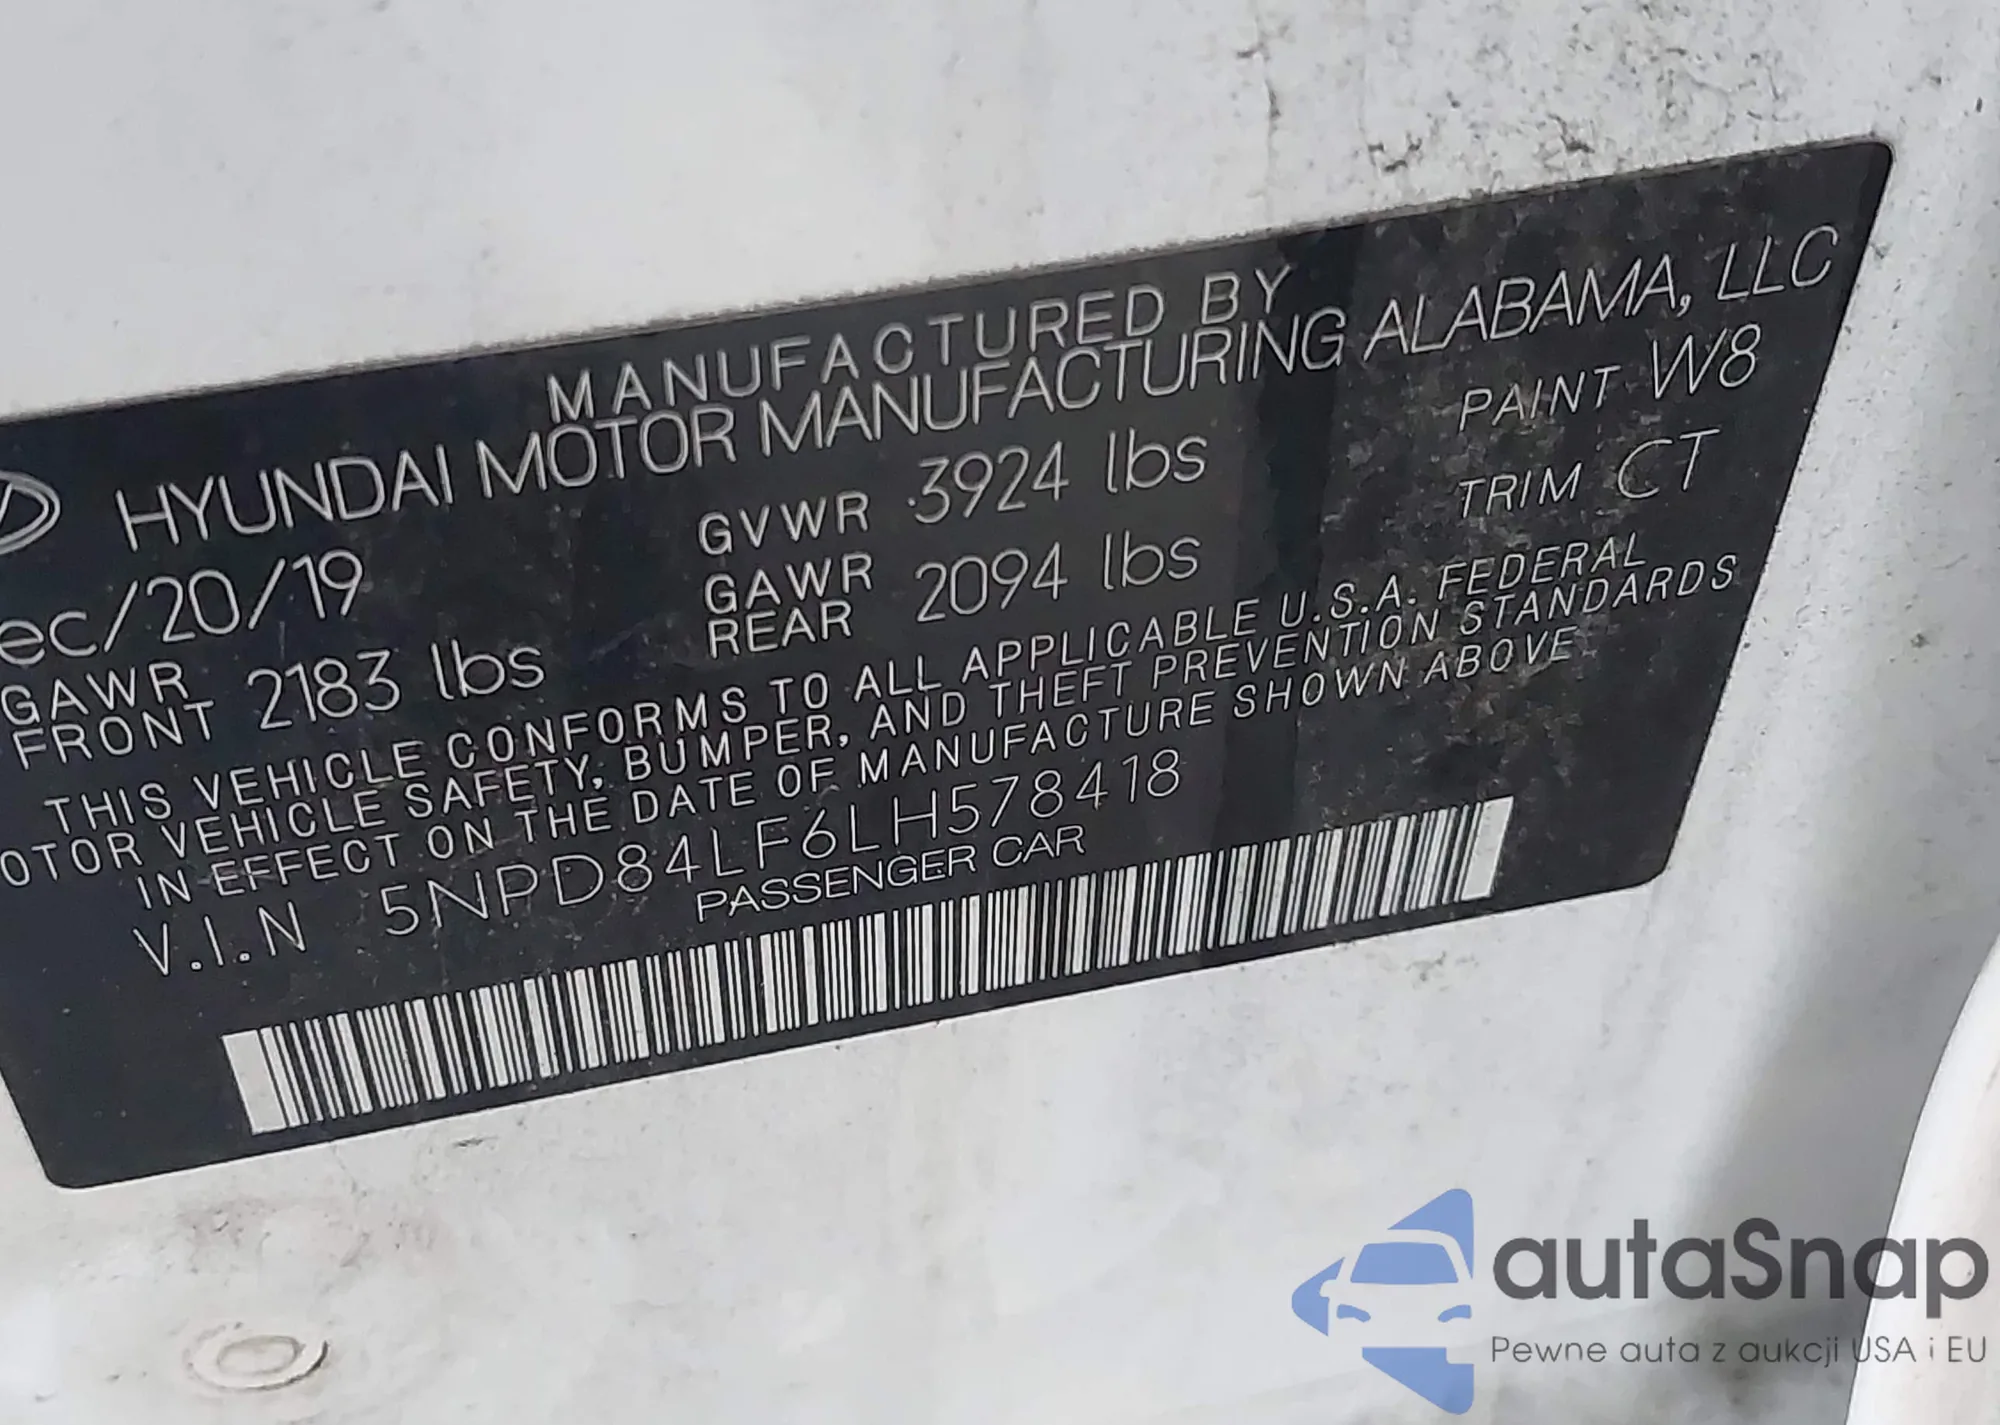 MANUFACTURED BY
HYUNDAI MOTOR MANUFACTURING ALABAMA, LLC
ec/20/19 GVWR 3924 lbs PAINT W8
GAWR FRONT 2183 lbs GAWR REAR 2094 lbs TRIM CT
THIS VEHICLE CONFORMS TO ALL APPLICABLE U.S.A. FEDERAL
OTOR VEHICLE SAFETY, BUMPER, AND THEFT PREVENTION STANDARDS
IN EFFECT ON THE DATE OF MANUFACTURE SHOWN ABOVE
V.I.N 5NPD84LF6LH578418
PASSENGER CAR
autaSnap
Pewne auta z aukcji USA i EU